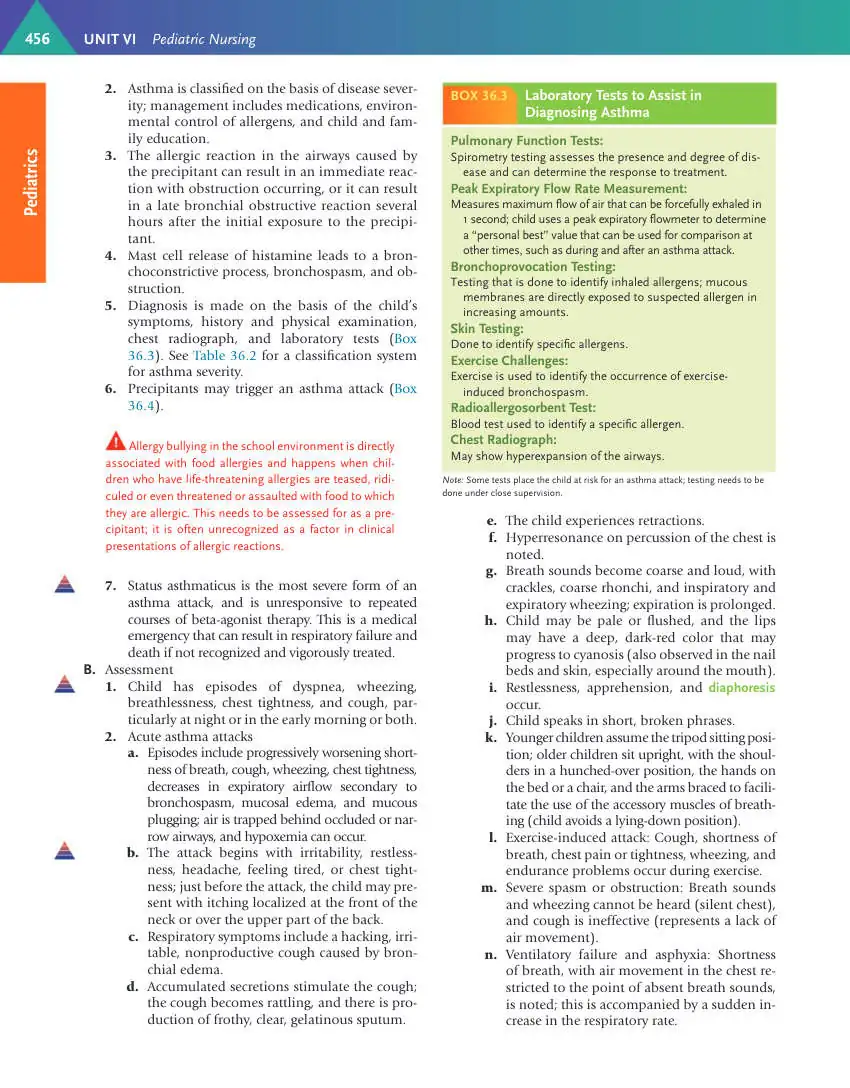 456 UNIT VI Pediatric Nursing
Pediatrics
2. Asthma is classified on the basis of disease sever-
ity; management includes medications, environ-
mental control of allergens, and child and fam-
ily education.
3. The allergic reaction in the airways caused by
the precipitant can result in an immediate reac-
tion with obstruction occurring, or it can result
in a late bronchial obstructive reaction several
hours after the initial exposure to the precipi-
tant.
4. Mast cell release of histamine leads to a bron-
choconstrictive process, bronchospasm, and ob-
struction.
5. Diagnosis is made on the basis of the child's
symptoms, history and physical examination,
chest radiograph, and laboratory tests (Box
36.3). See Table 36.2 for a classification system
for asthma severity.
6. Precipitants may trigger an asthma attack (Box
36.4).
Allergy bullying in the school environment is directly
associated with food allergies and happens when chil-
dren who have life-threatening allergies are teased, ridi-
culed or even threatened or assaulted with food to which
they are allergic. This needs to be assessed for as a pre-
cipitant; it is often unrecognized as a factor in clinical
presentations of allergic reactions.
7. Status asthmaticus is the most severe form of an
asthma attack, and is unresponsive to repeated
courses of beta-agonist therapy. This is a medical
emergency that can result in respiratory failure and
death if not recognized and vigorously treated.
B. Assessment
1. Child has episodes of dyspnea, wheezing,
breathlessness, chest tightness, and cough, par-
ticularly at night or in the early morning or both.
2. Acute asthma attacks
a. Episodes include progressively worsening short-
ness of breath, cough, wheezing, chest tightness,
decreases in expiratory airflow secondary to
bronchospasm, mucosal edema, and mucous
plugging; air is trapped behind occluded or nar-
row airways, and hypoxemia can occur.
b. The attack begins with irritability, restless-
ness, headache, feeling tired, or chest tight-
ness; just before the attack, the child may pre-
sent with itching localized at the front of the
neck or over the upper part of the back.
c. Respiratory symptoms include a hacking, irri-
table, nonproductive cough caused by bron-
chial edema.
d. Accumulated secretions stimulate the cough;
the cough becomes rattling, and there is pro-
duction of frothy, clear, gelatinous sputum.
BOX 36.3 Laboratory Tests to Assist in
Diagnosing Asthma
Pulmonary Function Tests:
Spirometry testing assesses the presence and degree of dis-
ease and can determine the response to treatment.
Peak Expiratory Flow Rate Measurement:
Measures maximum flow of air that can be forcefully exhaled in
1 second; child uses a peak expiratory flowmeter to determine
a “personal best” value that can be used for comparison at
other times, such as during and after an asthma attack.
Bronchoprovocation Testing:
Testing that is done to identify inhaled allergens; mucous
membranes are directly exposed to suspected allergen in
increasing amounts.
Skin Testing:
Done to identify specific allergens.
Exercise Challenges:
Exercise is used to identify the occurrence of exercise-
induced bronchospasm.
Radioallergosorbent Test:
Blood test used to identify a specific allergen.
Chest Radiograph:
May show hyperexpansion of the airways.
Note: Some tests place the child at risk for an asthma attack; testing needs to be
done under close supervision.
e. The child experiences retractions.
f. Hyperresonance on percussion of the chest is
noted.
g. Breath sounds become coarse and loud, with
crackles, coarse rhonchi, and inspiratory and
expiratory wheezing; expiration is prolonged.
h. Child may be pale or flushed, and the lips
may have a deep, dark-red color that may
progress to cyanosis (also observed in the nail
beds and skin, especially around the mouth).
i. Restlessness, apprehension, and diaphoresis
occur.
j. Child speaks in short, broken phrases.
k. Younger children assume the tripod sitting posi-
tion; older children sit upright, with the shoul-
ders in a hunched-over position, the hands on
the bed or a chair, and the arms braced to facili-
tate the use of the accessory muscles of breath-
ing (child avoids a lying-down position).
l. Exercise-induced attack: Cough, shortness of
breath, chest pain or tightness, wheezing, and
endurance problems occur during exercise.
m. Severe spasm or obstruction: Breath sounds
and wheezing cannot be heard (silent chest),
and cough is ineffective (represents a lack of
air movement).
n. Ventilatory failure and asphyxia: Shortness
of breath, with air movement in the chest re-
stricted to the point of absent breath sounds,
is noted; this is accompanied by a sudden in-
crease in the respiratory rate.